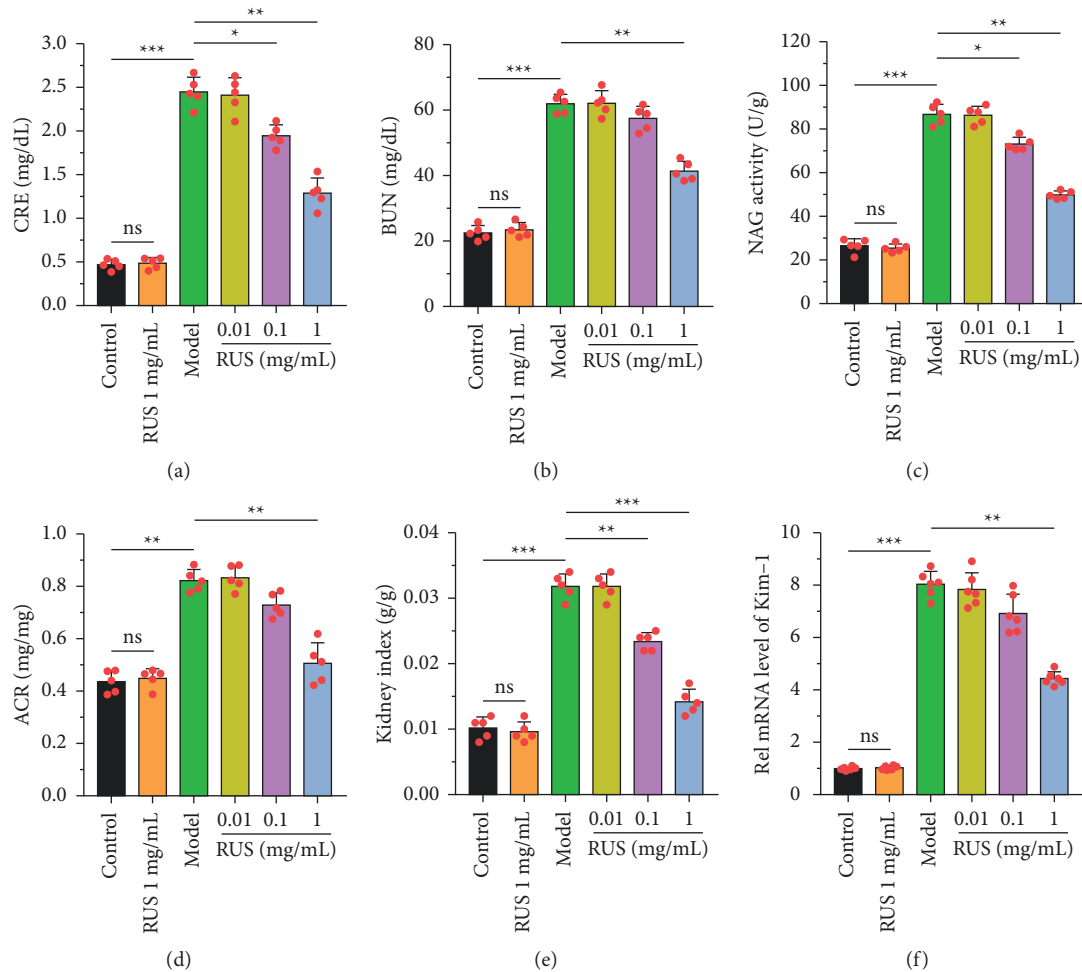 ** 
*** *
ns
CRE (mg/dL)
3.0
2.5
2.0
1.5
1.0
0.5
0.0
Control
RUS 1 mg/mL
Model
0.01 0.1 1
RUS (mg/mL)
(a)
**
***
ns
BUN (mg/dL)
80
60
40
20
0
Control
RUS 1 mg/mL
Model
0.01 0.1 1
RUS (mg/mL)
(b)
**
*** *
ns
NAG activity (U/g)
120
100
80
60
40
20
0
Control
RUS 1 mg/mL
Model
0.01 0.1 1
RUS (mg/mL)
(c)
** **
ns
ACR (mg/mg)
1.0
0.8
0.6
0.4
0.2
0.0
Control
RUS 1 mg/mL
Model
0.01 0.1 1
RUS (mg/mL)
(d)
***
*** **
ns
Kidney index (g/g)
0.04
0.03
0.02
0.01
0.00
Control
RUS 1 mg/mL
Model
0.01 0.1 1
RUS (mg/mL)
(e)
**
***
ns
Rel mRNA level of Kim−1
10
8
6
4
2
1
0
Control
RUS 1 mg/mL
Model
0.01 0.1 1
RUS (mg/mL)
(f)